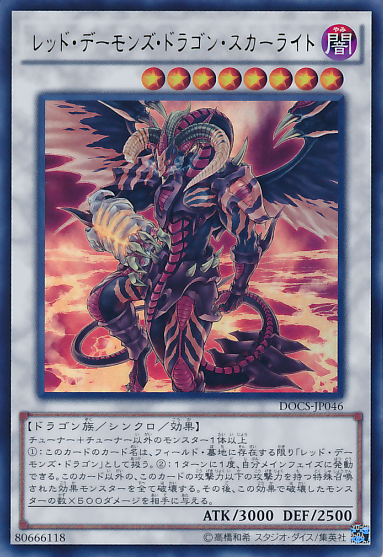 レッド・デーモンズ・ドラゴン・スカーライト
闇
DOCS-JP046
【ドラゴン族／シンクロ／効果】
チューナー＋チューナー以外のモンスター1体以上
①：このカードのカード名は、フィールド・墓地に存在する限り「レッド・デー
モンズ・ドラゴン」として扱う。②：1ターンに1度、自分メインフェイズに発動
できる。このカード以外の、このカードの攻撃力以下の攻撃力を持つ特殊召
喚された効果モンスターを全て破壊する。その後、この効果で破壊したモンス
ターの数×500ダメージを相手に与える。
ATK/3000 DEF/2500
80666118
©高橋和希 スタジオ・ダイス/集英社